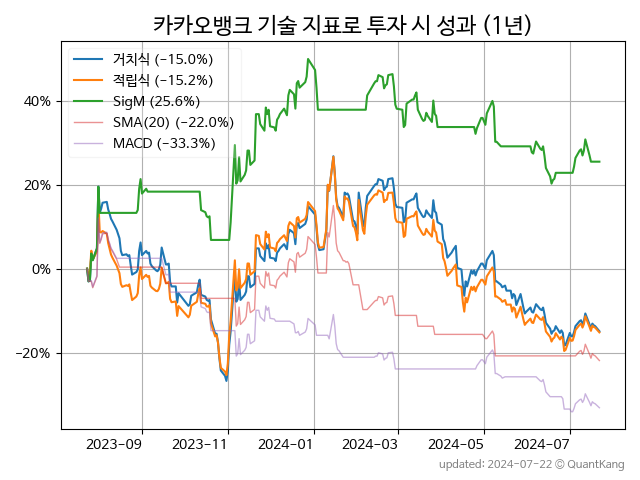 카카오뱅크 기술 지표로 투자 시 성과 (1년)
거치식 (−15.0%)
적립식 (−15.2%)
SigM (25.6%)
SMA(20) (−22.0%)
MACD (−33.3%)
40%
20%
0%
−20%
2023-09
2023-11
2024-01
2024-03
2024-05
2024-07
updated: 2024-07-22 © QuantKang